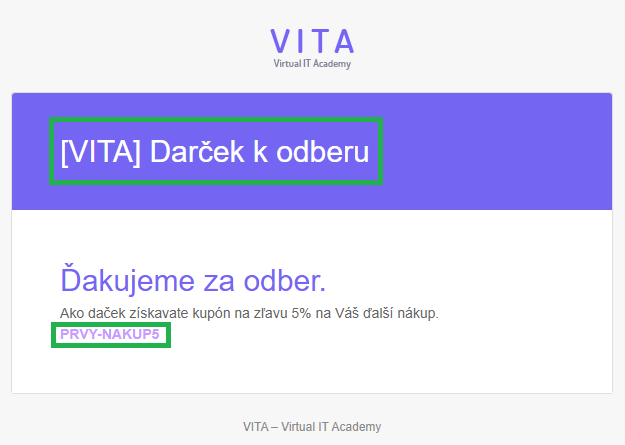 VITA
Virtual IT Academy
[VITA] Darček k odberu
Ďakujeme za odber.
Ako daček získavate kupón na zľavu 5% na Váš ďalší nákup.
PRVY-NAKUP5
VITA – Virtual IT Academy